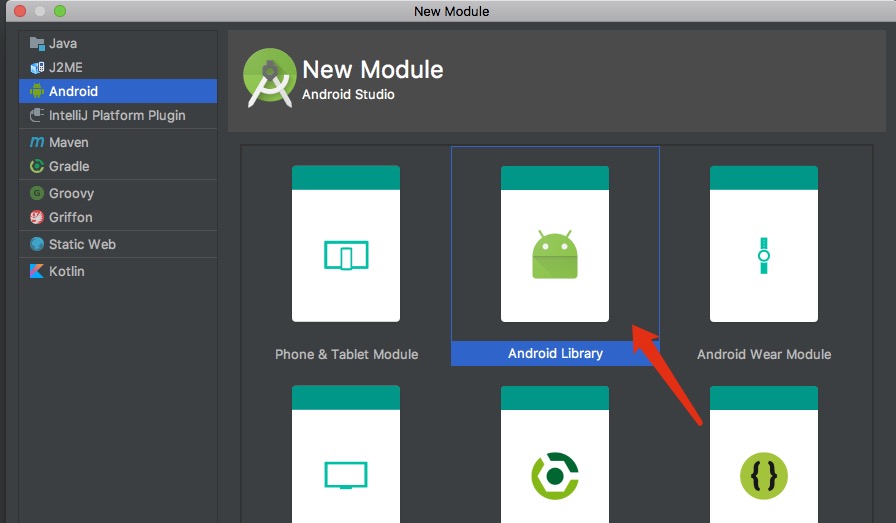 New Module
Java
J2ME
Android
IntelliJ Platform Plugin
Maven
Gradle
Groovy
Griffon
Static Web
Kotlin
New Module
Android Studio
Phone & Tablet Module
Android Library
Android Wear Module